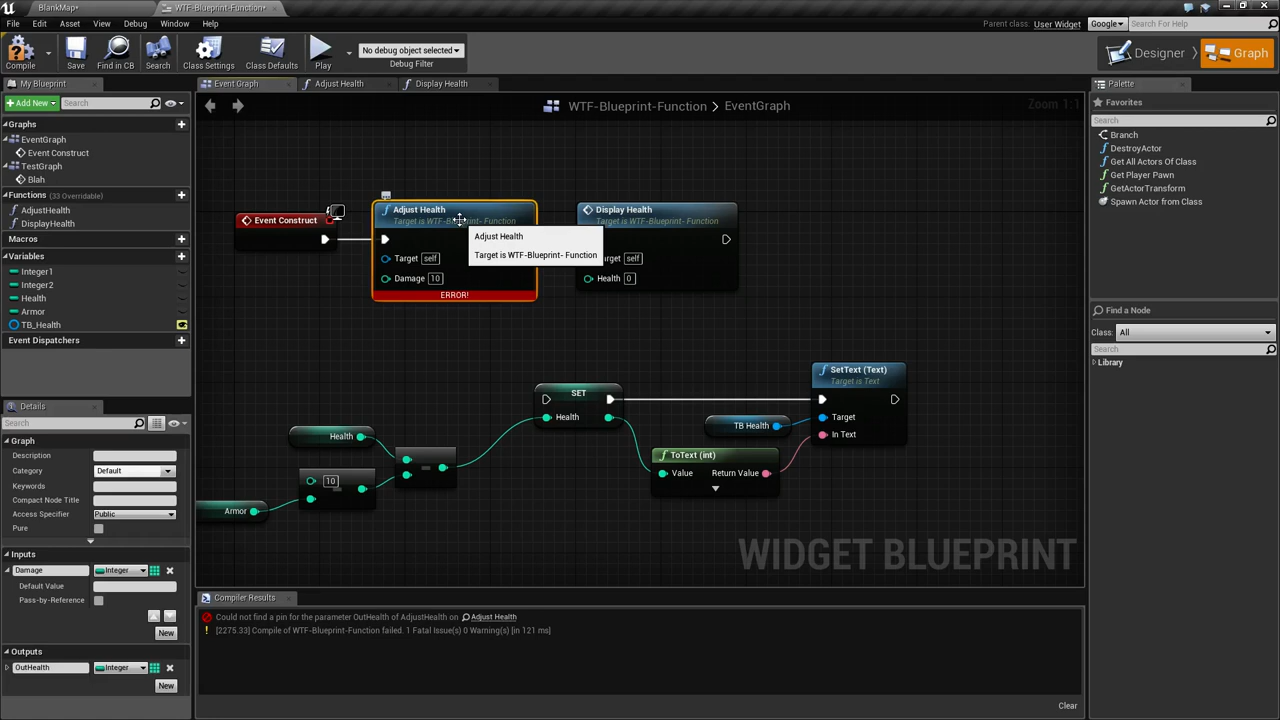 BlankMap*
WTF-Blueprint-Function*
File Edit Asset View Debug Window Help
Parent class: User Widget
Google
Search For Help
Compile
Save
Find in CB
Search
Class Settings
Class Defaults
Play
No debug object selected
Debug Filter
Designer
Graph
My Blueprint
Event Graph
Adjust Health
Display Health
Palette
Add New
Search
WTF-Blueprint-Function > EventGraph
Zoom 1:1
Favorites
Search
Graphs
EventGraph
Event Construct
TestGraph
Blah
Functions (33 Overridable)
AdjustHealth
DisplayHealth
Macros
Variables
Integer1
Integer2
Health
Armor
TB_Health
Event Dispatchers
Branch
DestroyActor
Get All Actors Of Class
Get Player Pawn
GetActorTransform
Spawn Actor from Class
Event Construct
Adjust Health
Target is WTF-Blueprint- Function
Target self
Damage 10
ERROR!
Adjust Health
Target is WTF-Blueprint- Function
Display Health
Target is WTF-Blueprint- Function
self
Health 0
Find a Node
Class: All
Search
Library
SET
Health
Health
10
Armor
SetText (Text)
Target is Text
Target
In Text
TB Health
ToText (int)
Value Return Value
WIDGET BLUEPRINT
Details
Search
Graph
Description
Category Default
Keywords
Compact Node Title
Access Specifier Public
Pure
Inputs
Damage Integer
Default Value
Pass-by-Reference
New
Outputs
OutHealth Integer
New
Compiler Results
Could not find a pin for the parameter OutHealth of AdjustHealth on Adjust Health
[2275.33] Compile of WTF-Blueprint-Function failed. 1 Fatal Issue(s) 0 Warning(s) [in 121 ms]
Clear